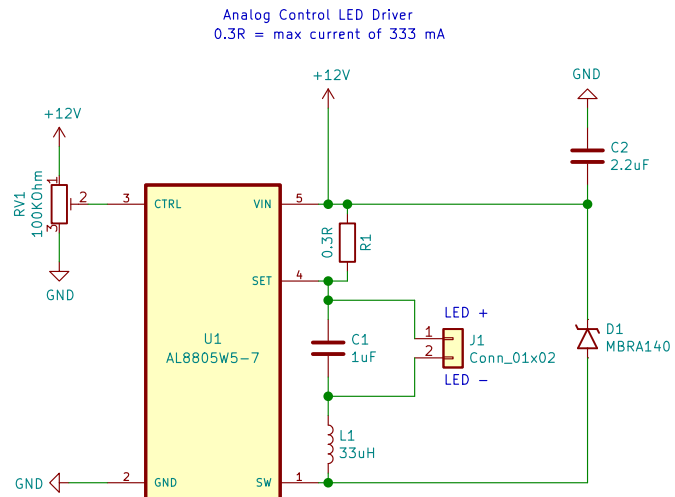 Analog Control LED Driver
0.3R = max current of 333 mA
+12V
GND
+12V
C2
2.2uF
RV1
100KOhm
1
2
3
3
CTRL
VIN
5
0.3R
R1
GND
SET
4
LED +
U1
AL8805W5-7
C1
1uF
1
2
J1
Conn_01x02
D1
MBRA140
LED -
L1
33uH
GND
2
GND
SW
1